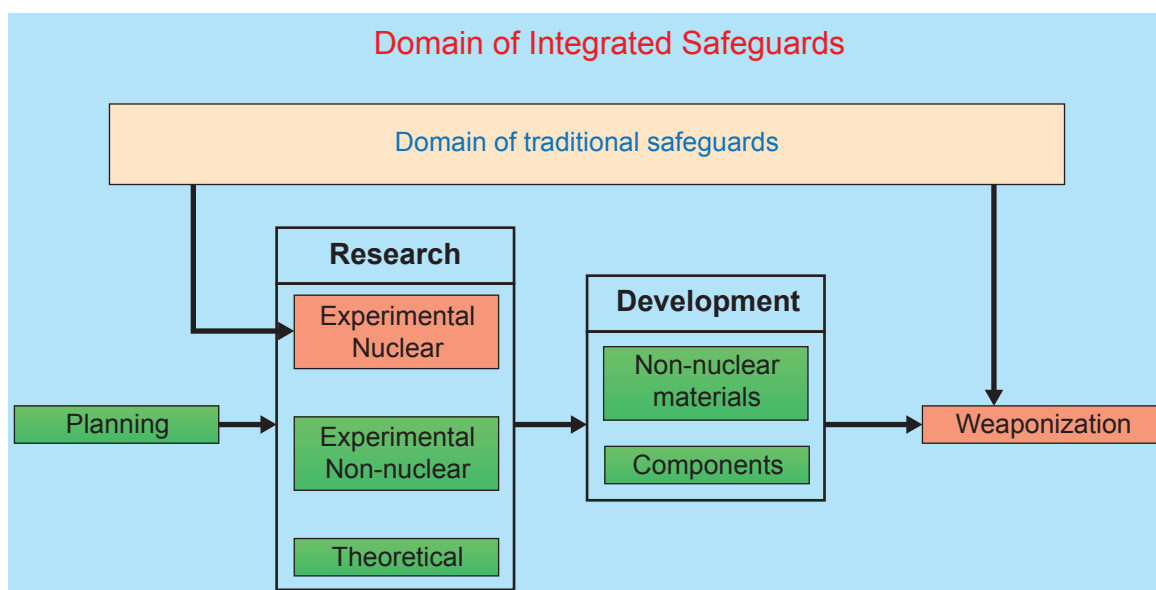 Domain of Integrated Safeguards
Domain of traditional safeguards
Research
Experimental
Nuclear
Experimental
Non-nuclear
Theoretical
Development
Non-nuclear
materials
Components
Planning
Weaponization